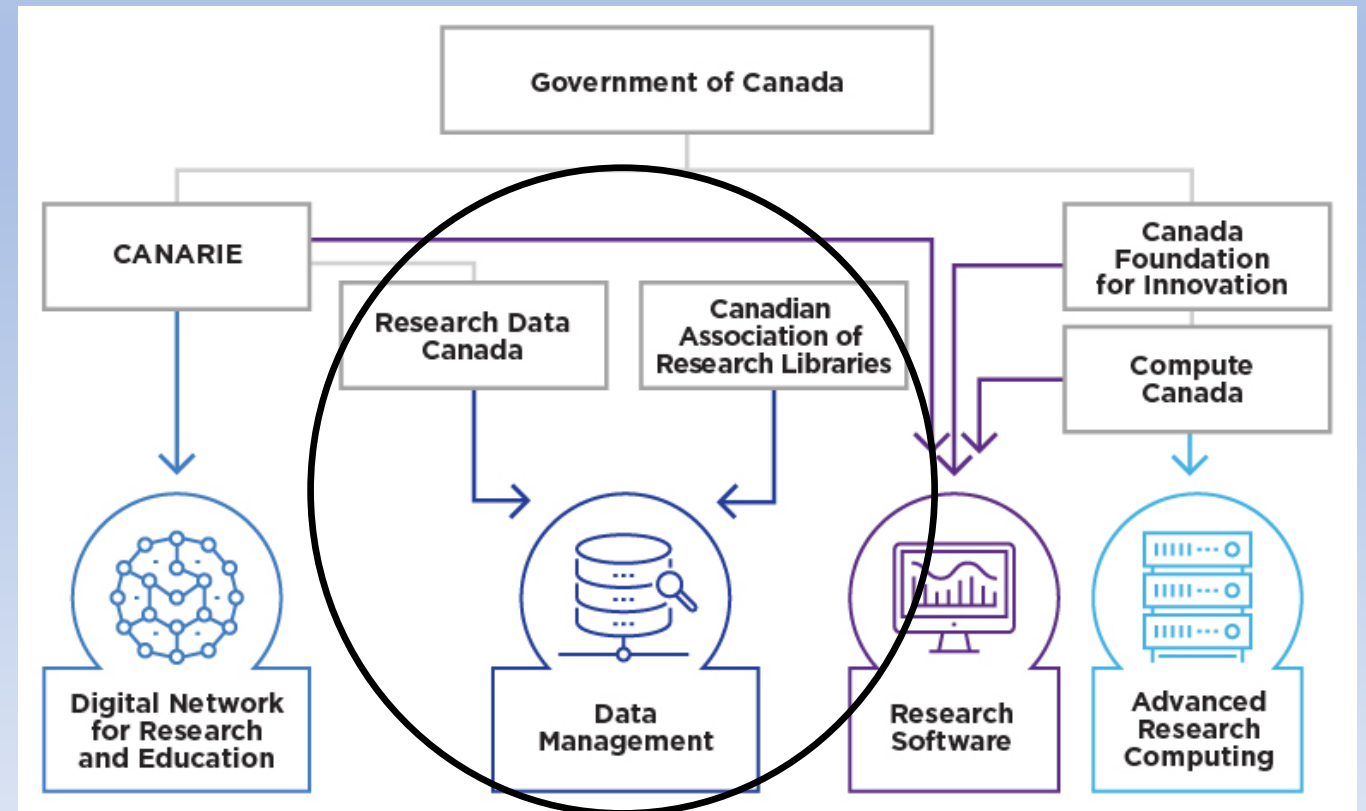 Government of Canada
CANARIE
Canada
Foundation
for Innovation
Research Data
Canada
Canadian
Association of
Research Libraries
Compute
Canada
Digital Network
for Research
and Education
Data
Management
Research
Software
Advanced
Research
Computing